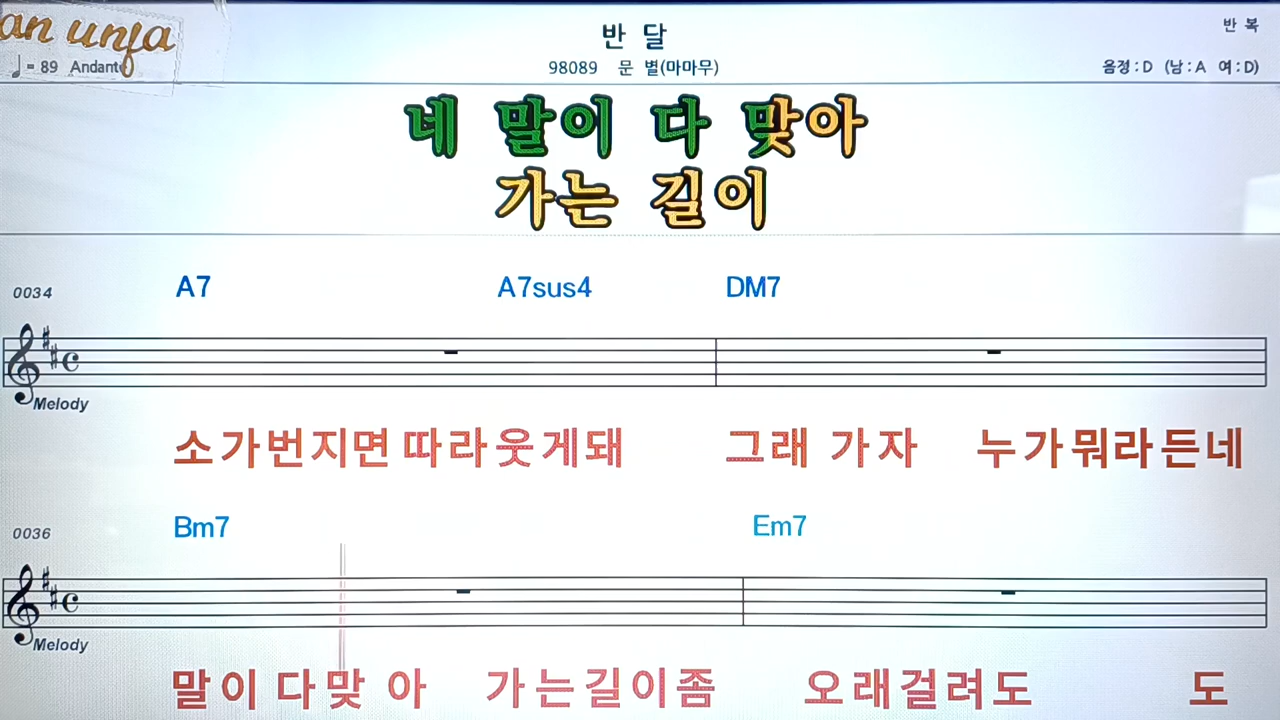 an unfa
반 달
반 복
♩ = 89 Andante
98089 문 별(마마무)
음정 : D (남 : A 여 : D)
네 말이 다 맞아
가는 길이
0034 A7 A7sus4 DM7
Melody
소가번지면 따라웃게돼 그래 가자 누가뭐라든네
0036 Bm7 Em7
Melody
말이다맞 아 가는길이좀 오래걸려도 도